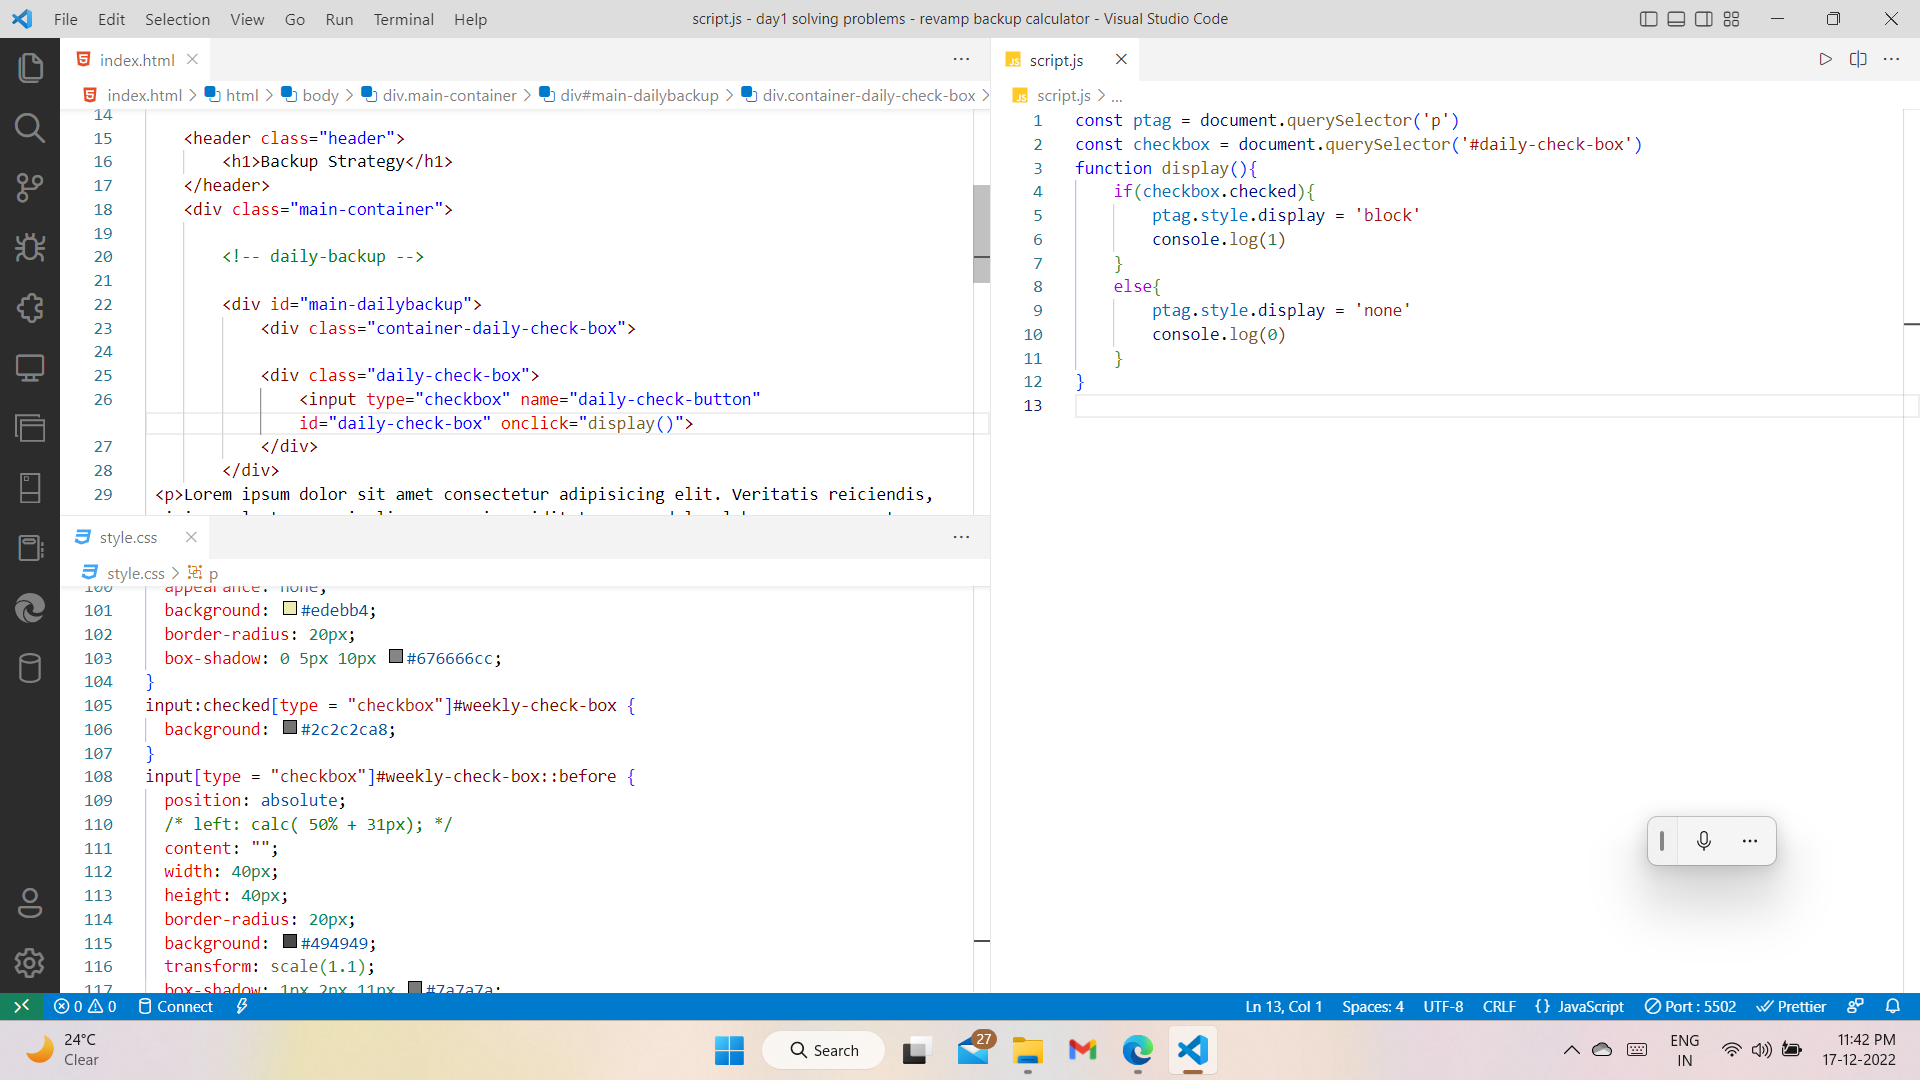 File Edit Selection View Go Run Terminal Help
script.js - day1 solving problems - revamp backup calculator - Visual Studio Code
index.html
index.html > html > body > div.main-container > div#main-dailybackup > div.container-daily-check-box >
14
15 <header class="header">
16 <h1>Backup Strategy</h1>
17 </header>
18 <div class="main-container">
19
20 <!-- daily-backup -->
21
22 <div id="main-dailybackup">
23 <div class="container-daily-check-box">
24
25 <div class="daily-check-box">
26 <input type="checkbox" name="daily-check-button"
id="daily-check-box" onclick="display()">
27 </div>
28 </div>
29 <p>Lorem ipsum dolor sit amet consectetur adipisicing elit. Veritatis reiciendis,
style.css
style.css > p
100 appearance: none;
101 background: #edebb4;
102 border-radius: 20px;
103 box-shadow: 0 5px 10px #676666cc;
104 }
105 input:checked[type = "checkbox"]#weekly-check-box {
106 background: #2c2c2ca8;
107 }
108 input[type = "checkbox"]#weekly-check-box::before {
109 position: absolute;
110 /* left: calc( 50% + 31px); */
111 content: "";
112 width: 40px;
113 height: 40px;
114 border-radius: 20px;
115 background: #494949;
116 transform: scale(1.1);
117 box-shadow: 1px 2px 11px #7a7a7a;
script.js
JS script.js > ...
1 const ptag = document.querySelector('p')
2 const checkbox = document.querySelector('#daily-check-box')
3 function display(){
4 if(checkbox.checked){
5 ptag.style.display = 'block'
6 console.log(1)
7 }
8 else{
9 ptag.style.display = 'none'
10 console.log(0)
11 }
12 }
13
0 0 Connect
Ln 13, Col 1 Spaces: 4 UTF-8 CRLF {} JavaScript Port : 5502 Prettier
24°C
Clear
Search
27
ENG
IN
11:42 PM
17-12-2022